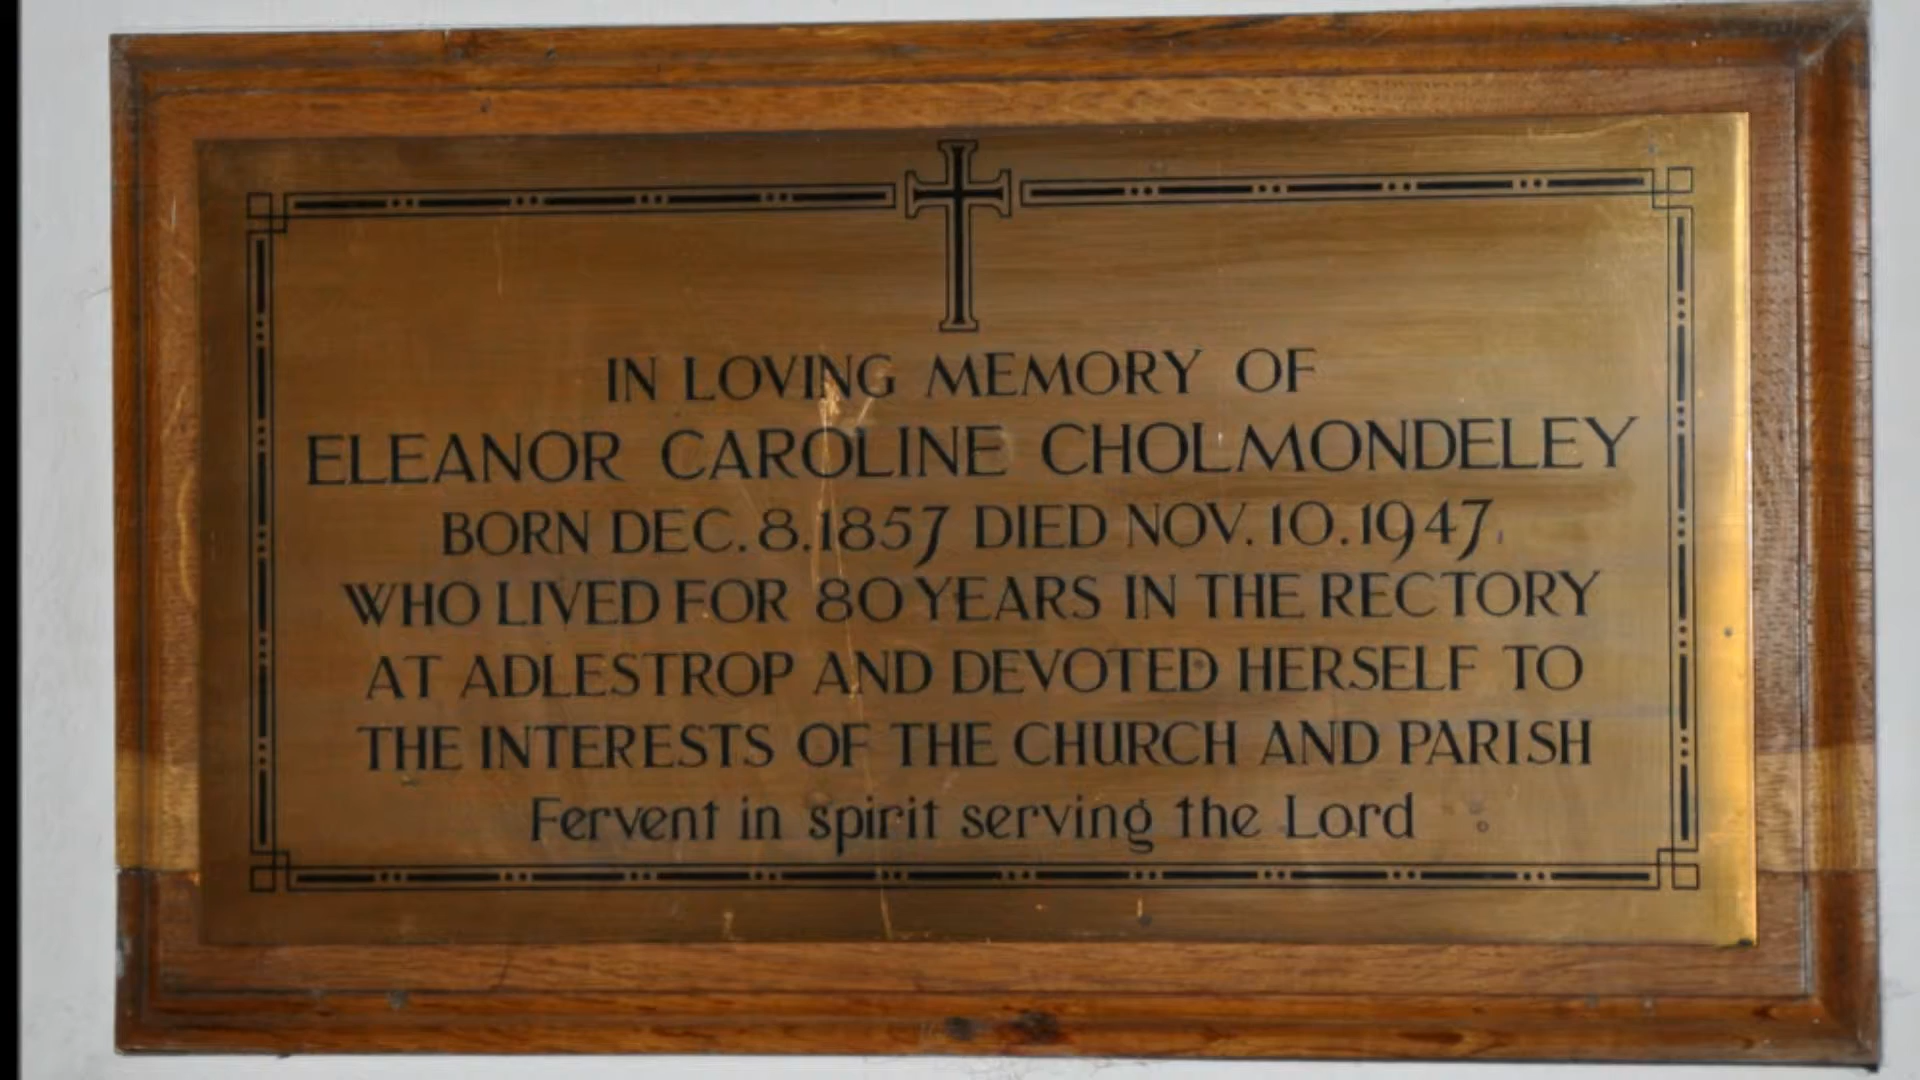 IN LOVING MEMORY OF
ELEANOR CAROLINE CHOLMONDELEY
BORN DEC. 8. 1857 DIED NOV. 10. 1947.
WHO LIVED FOR 80 YEARS IN THE RECTORY
AT ADLESTROP AND DEVOTED HERSELF TO
THE INTERESTS OF THE CHURCH AND PARISH
Fervent in spirit serving the Lord